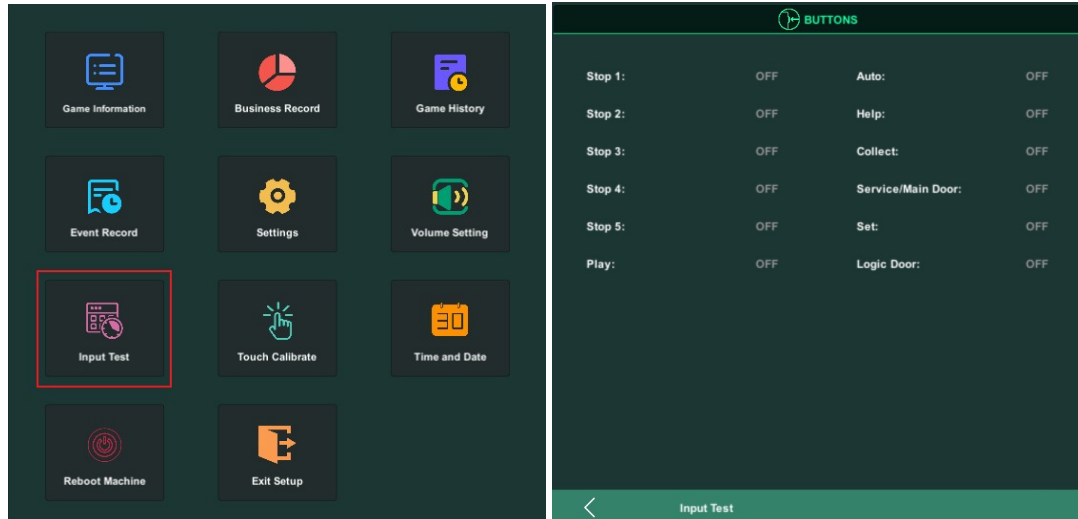 Game Information
Business Record
Game History
Event Record
Settings
Volume Setting
30
Input Test
Touch Calibrate
Time and Date
Reboot Machine
Exit Setup
BUTTONS
Stop 1: OFF Auto: OFF
Stop 2: OFF Help: OFF
Stop 3: OFF Collect: OFF
Stop 4: OFF Service/Main Door: OFF
Stop 5: OFF Set: OFF
Play: OFF Logic Door: OFF
Input Test